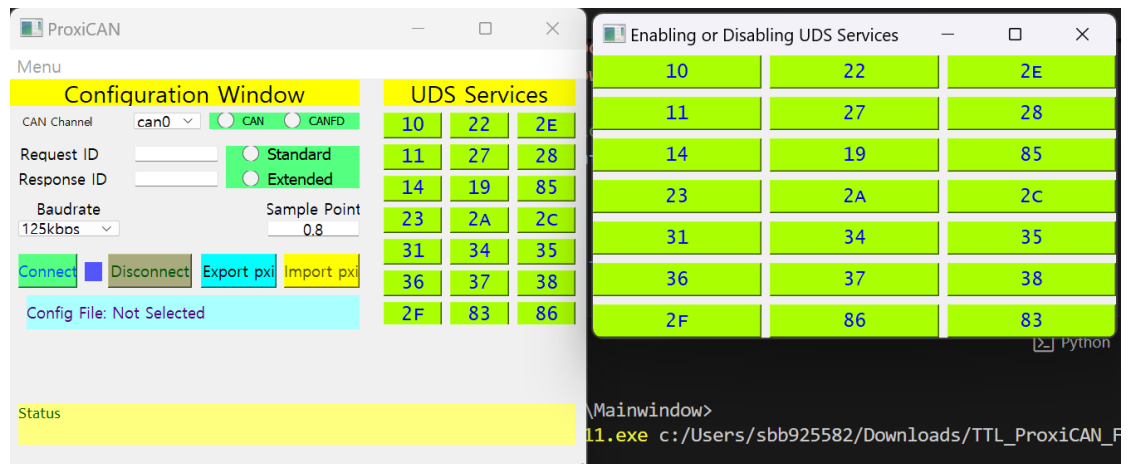 ProxiCAN
Menu
Configuration Window
CAN Channel can0 CAN CANFD
Request ID Standard
Response ID Extended
Baudrate Sample Point
125kbps 0.8
Connect Disconnect Export pxi Import pxi
Config File: Not Selected
Status
UDS Services
10 22 2E
11 27 28
14 19 85
23 2A 2C
31 34 35
36 37 38
2F 83 86
Enabling or Disabling UDS Services
10 22 2E
11 27 28
14 19 85
23 2A 2C
31 34 35
36 37 38
2F 86 83
Python
\Mainwindow>
11.exe c:/Users/sbb925582/Downloads/TTL_ProxiCAN_F